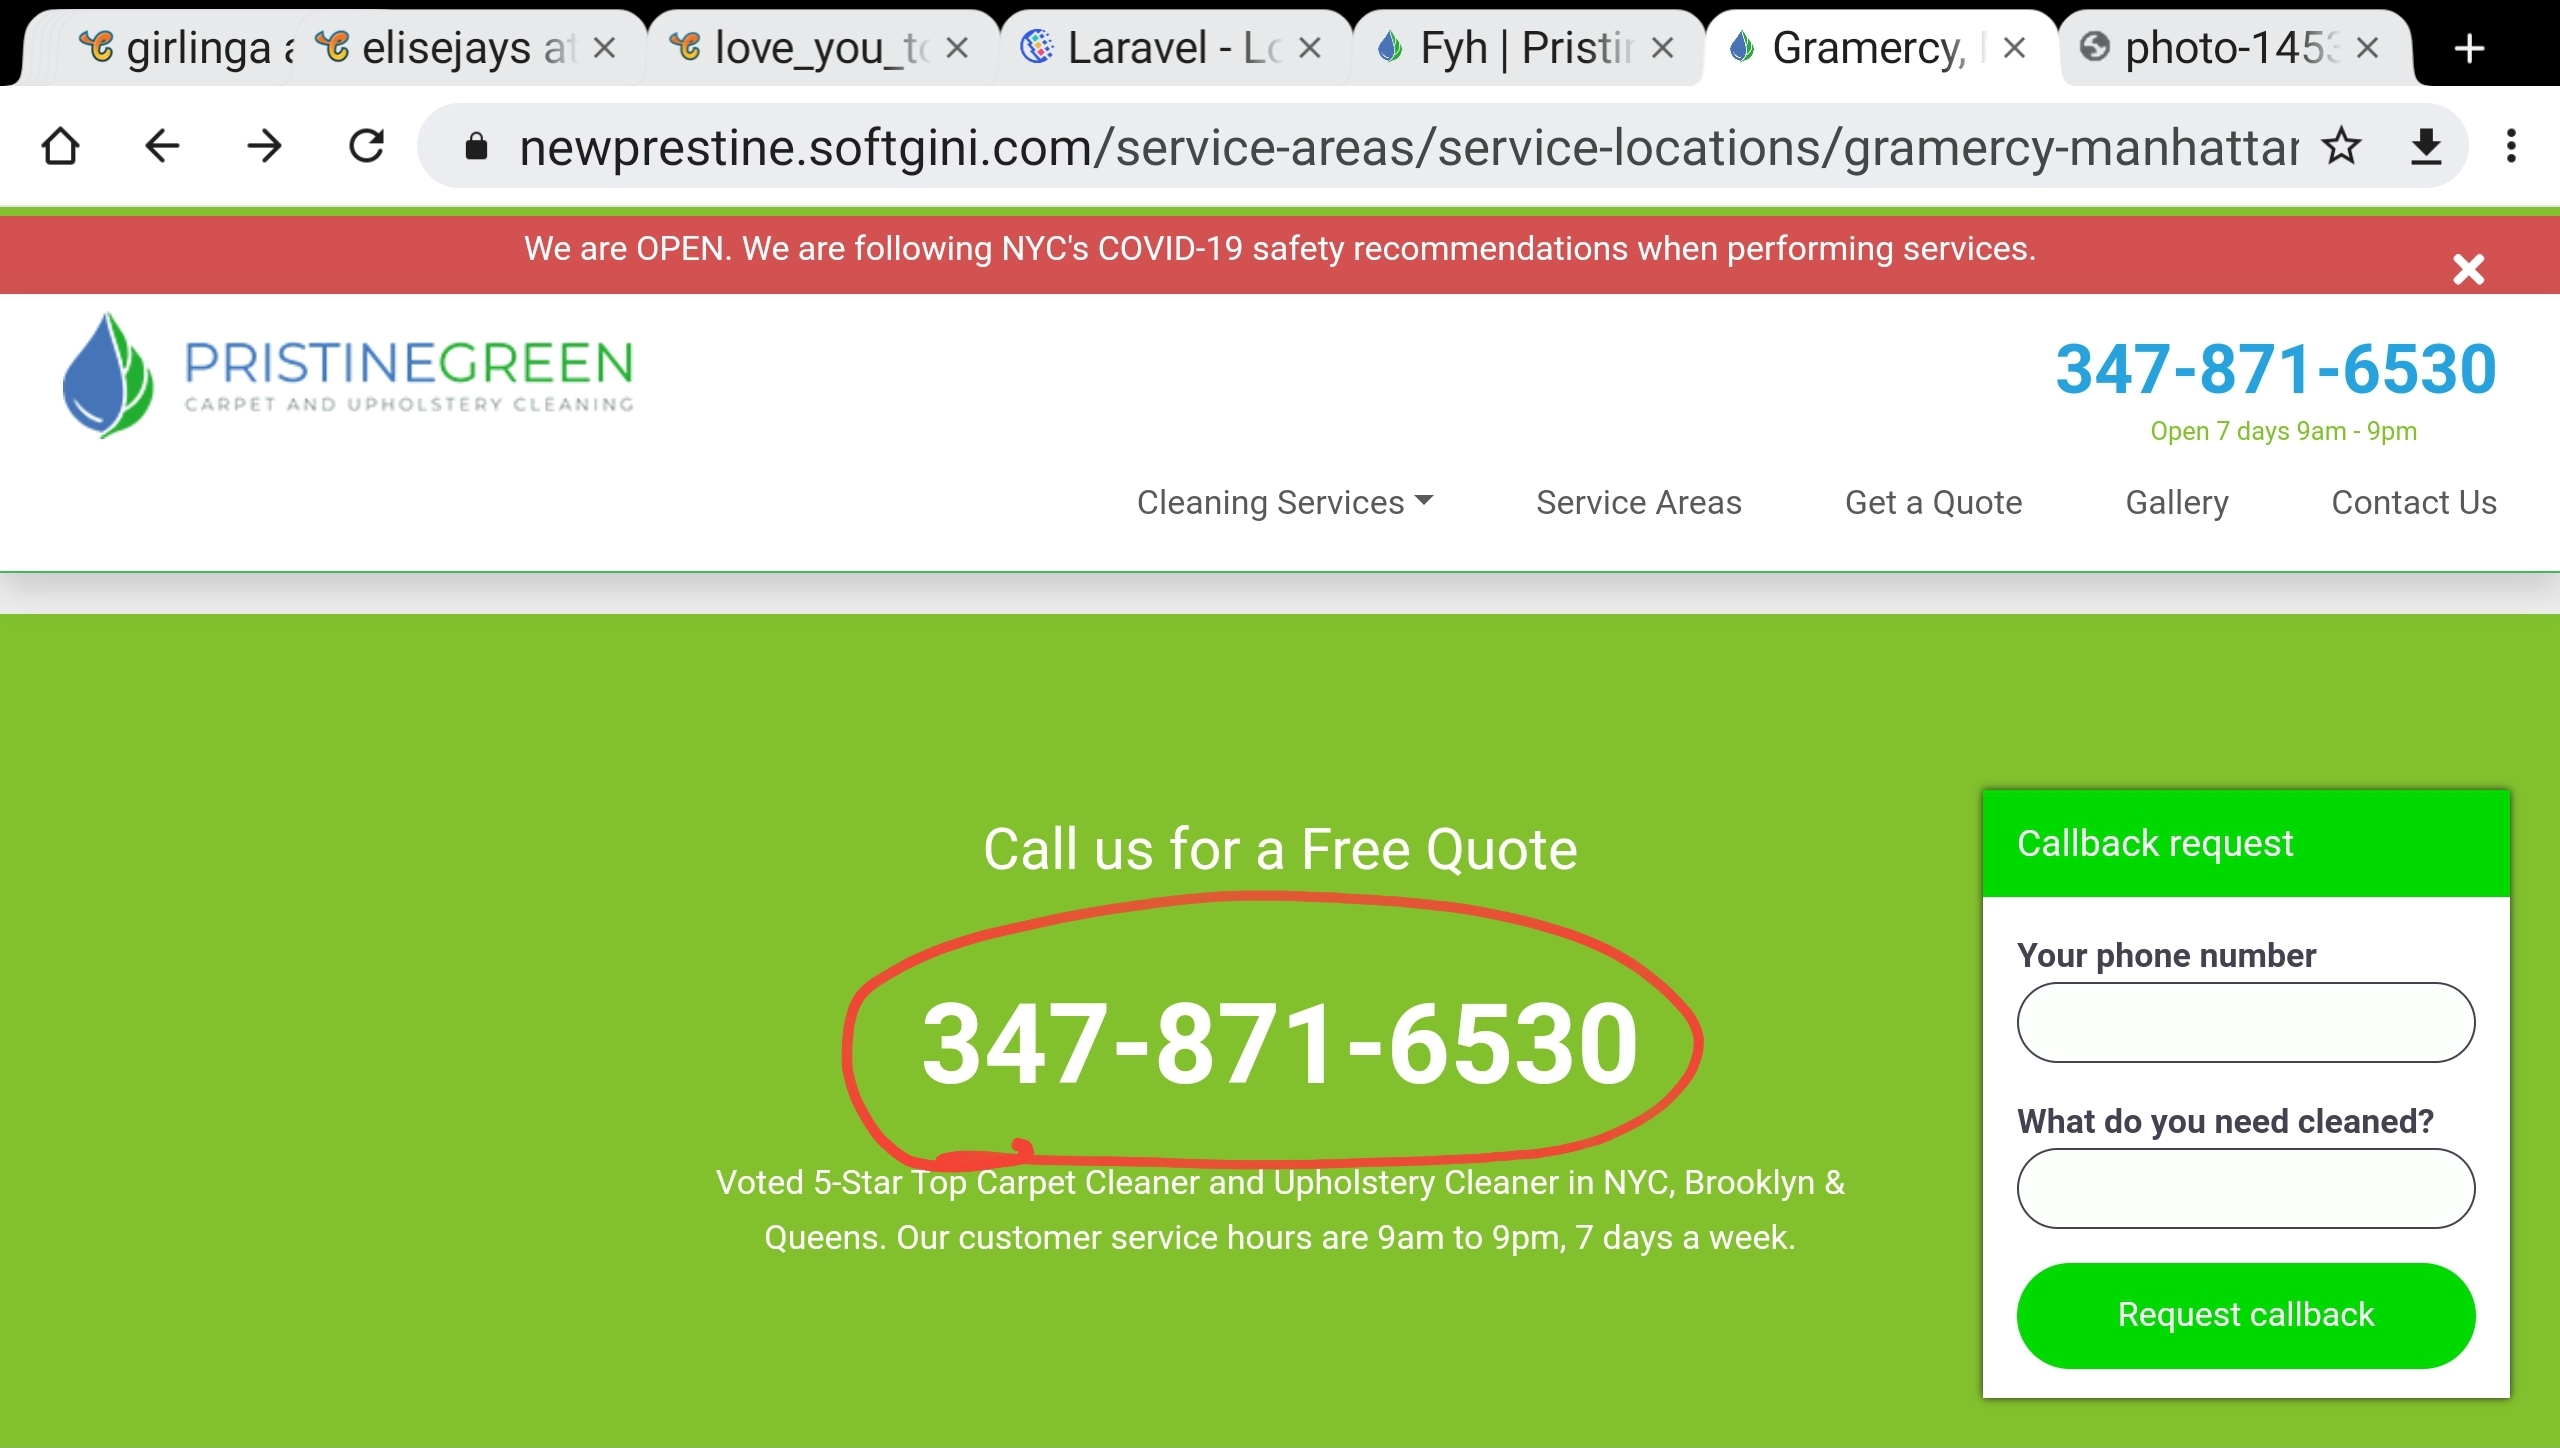 girlinga
elisejays at
love_you_to
Laravel - Lo
Fyh | Pristin
Gramercy,
photo-1453
newprestine.softgini.com/service-areas/service-locations/gramercy-manhattan
We are OPEN. We are following NYC's COVID-19 safety recommendations when performing services.
PRISTINEGREEN
CARPET AND UPHOLSTERY CLEANING
347-871-6530
Open 7 days 9am - 9pm
Cleaning Services
Service Areas
Get a Quote
Gallery
Contact Us
Call us for a Free Quote
347-871-6530
Voted 5-Star Top Carpet Cleaner and Upholstery Cleaner in NYC, Brooklyn &
Queens. Our customer service hours are 9am to 9pm, 7 days a week.
Callback request
Your phone number
What do you need cleaned?
Request callback